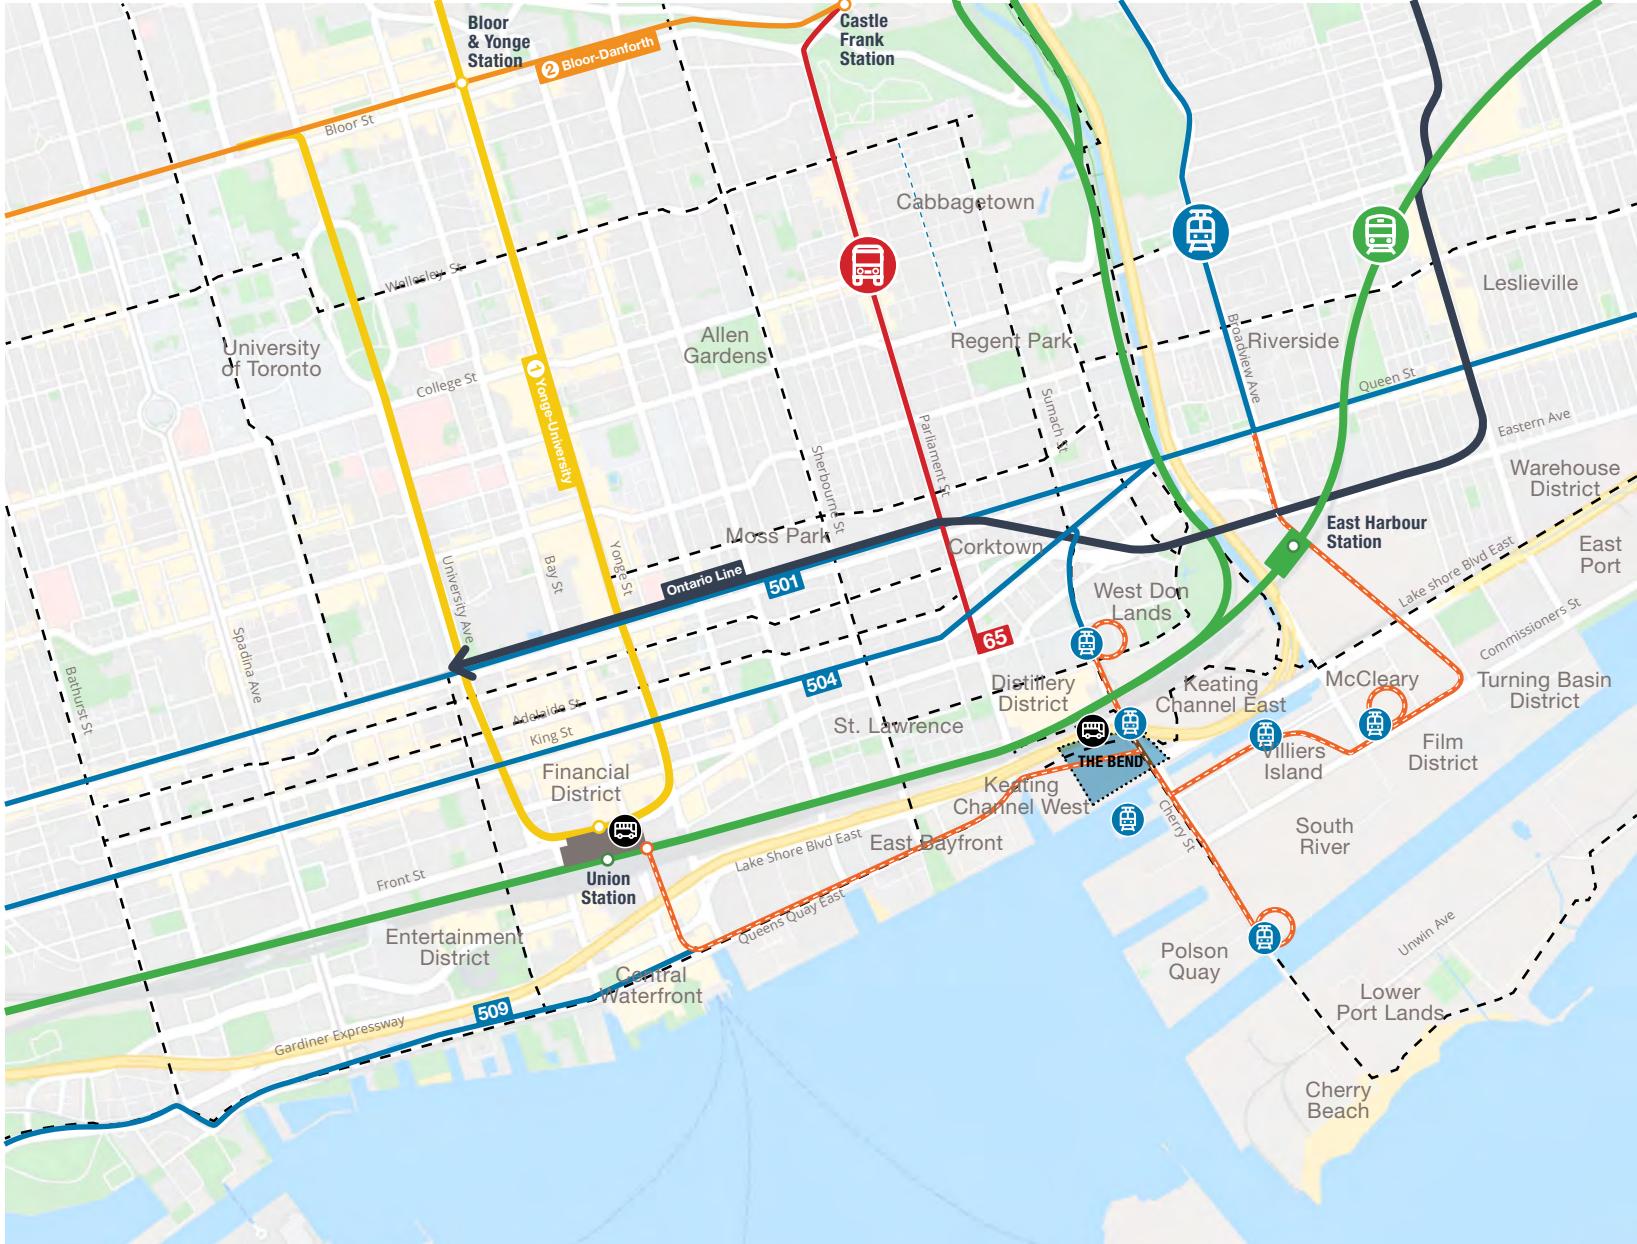 Bloor
& Yonge
Station
Castle
Frank
Station
2 Bloor-Danforth
Bloor St
Cabbagetown
Wellesley St
Leslieville
University
of Toronto
Allen
Gardens
Regent Park
Broadview Ave
Riverside
College St
1 Yonge-University
Queen St
Parliament St
Sumach St
Eastern Ave
Sherbourne St
Warehouse
District
East Harbour
Station
Moss Park
Corktown
East
Port
University Ave
Bay St
Yonge St
Ontario Line
501
West Don
Lands
Lake shore Blvd East
65
Commissioners St
Spadina Ave
Bathurst St
504
Distillery
District
Keating
Channel East
McCleary
Turning Basin
District
Adelaide St
King St
St. Lawrence
THE BEND
Villiers
Island
Film
District
Financial
District
Keating
Channel West
Cherry St
South
River
East Bayfront
Lake Shore Blvd East
Front St
Union
Station
Queens Quay East
Entertainment
District
Unwin Ave
Polson
Quay
Central
Waterfront
Lower
Port Lands
509
Gardiner Expressway
Cherry
Beach